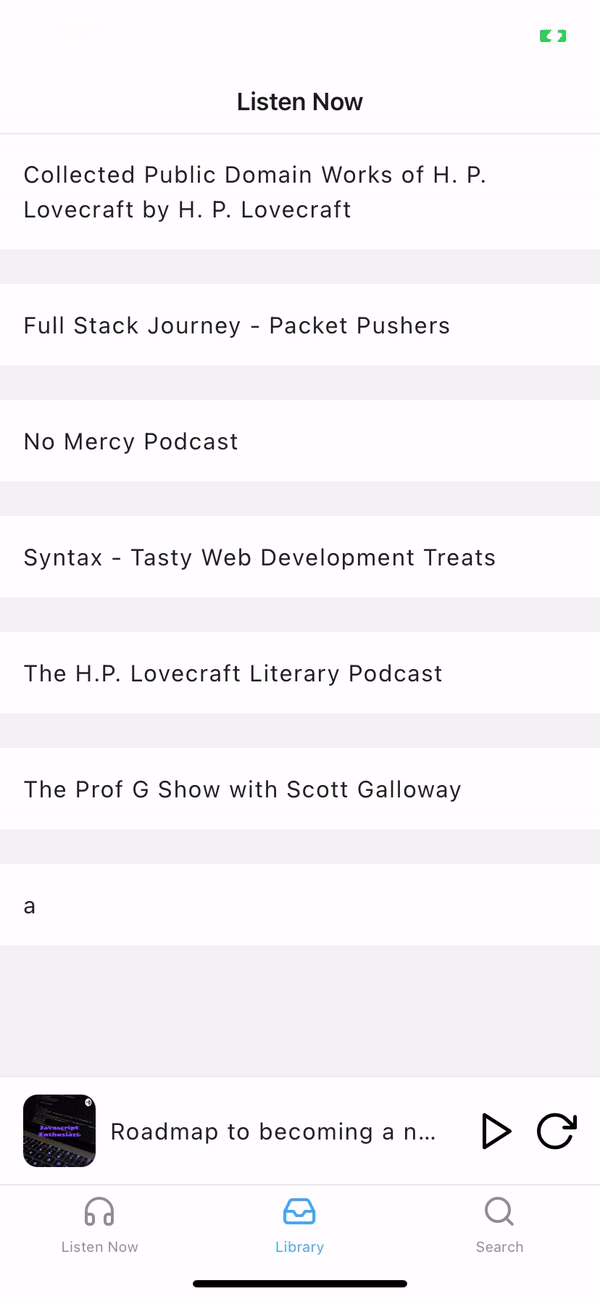 Listen Now
Collected Public Domain Works of H. P.
Lovecraft by H. P. Lovecraft
Full Stack Journey - Packet Pushers
No Mercy Podcast
Syntax - Tasty Web Development Treats
The H.P. Lovecraft Literary Podcast
The Prof G Show with Scott Galloway
a
Javascript
Enthusiast
Roadmap to becoming a n...
Listen Now
Library
Search